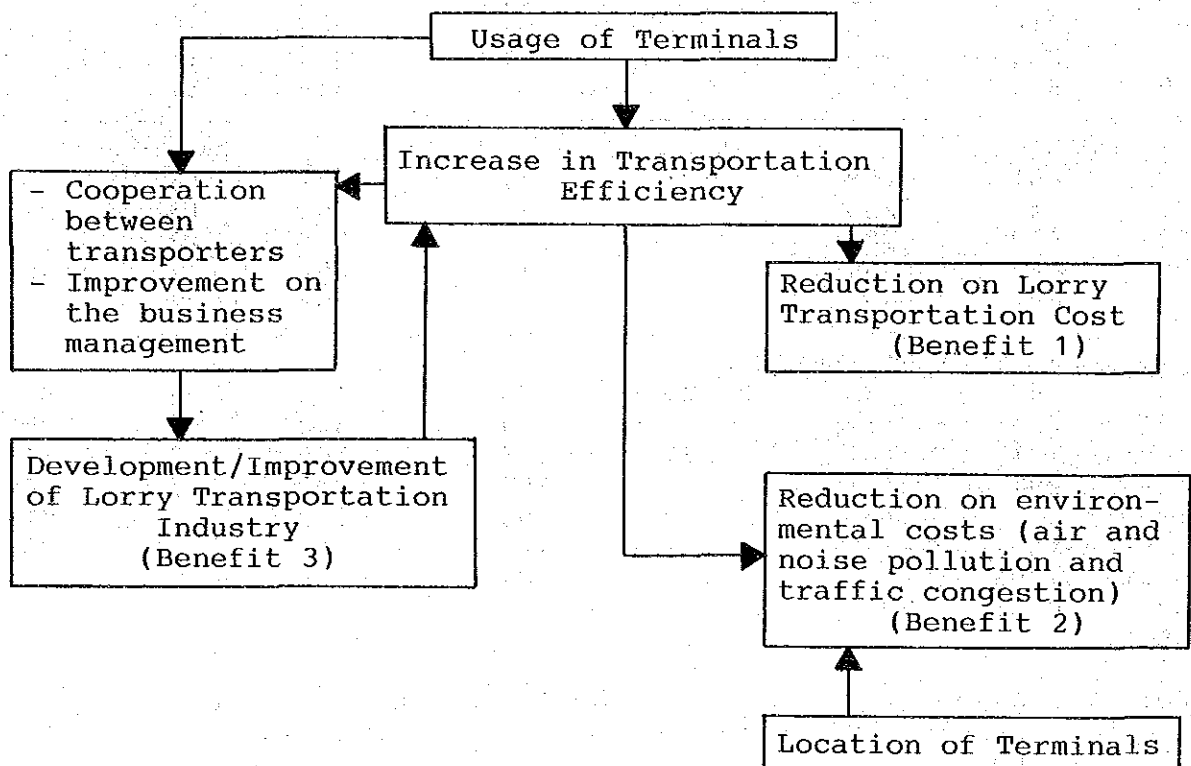 Usage of Terminals
Increase in Transportation
Efficiency
- Cooperation
between
transporters
- Improvement on
the business
management
Reduction on Lorry
Transportation Cost
(Benefit 1)
Development/Improvement
of Lorry Transportation
Industry
(Benefit 3)
Reduction on environ-
mental costs (air and
noise pollution and
traffic congestion)
(Benefit 2)
Location of Terminals